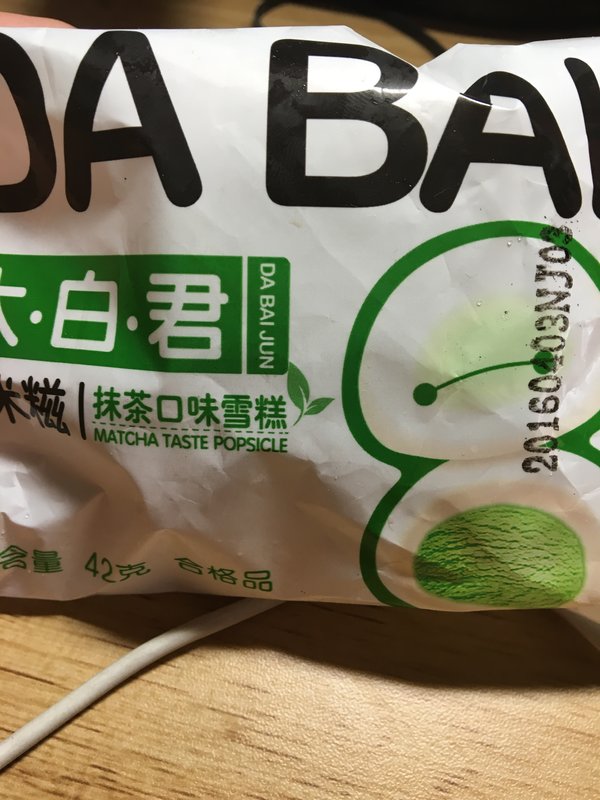 DA BAI
大·白·君
DA BAI JUN
米糍
抹茶口味雪糕
MATCHA TASTE POPSICLE
含量 42克 合格品
20160403NJ03